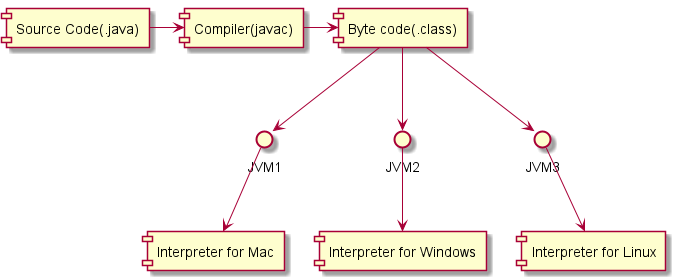 Source Code(.java)
Compiler(javac)
Byte code(.class)
JVM1
JVM2
JVM3
Interpreter for Mac
Interpreter for Windows
Interpreter for Linux